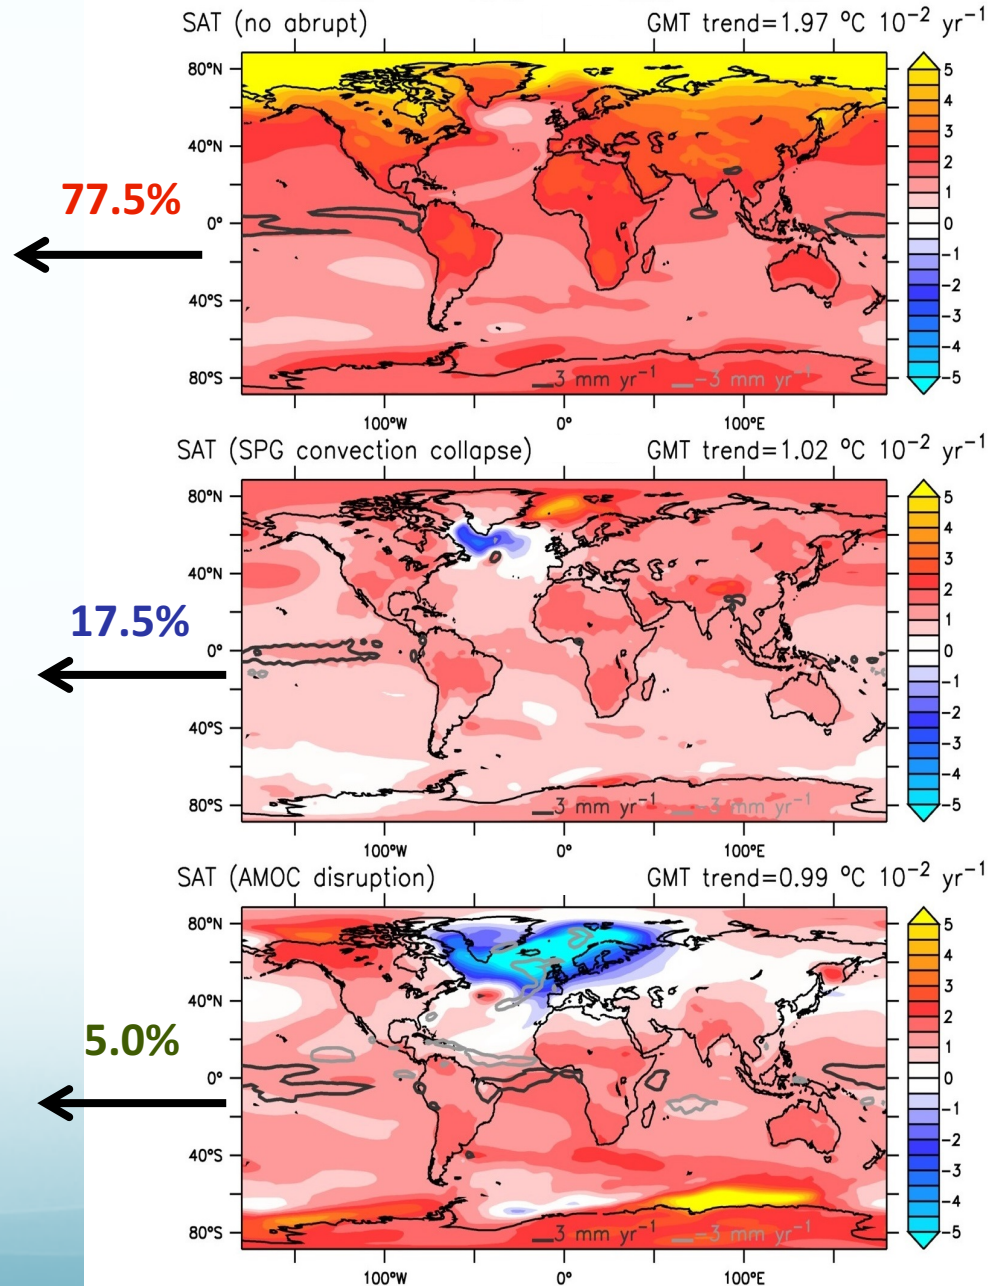 SAT (no abrupt) GMT trend=1.97 °C 10⁻² yr⁻¹
80°N
40°N
0°
40°S
80°S
5
4
3
2
1
0
-1
-2
-3
-4
-5
77.5%
3 mm yr⁻¹ -3 mm yr⁻¹
100°W 0° 100°E
SAT (SPG convection collapse) GMT trend=1.02 °C 10⁻² yr⁻¹
80°N
40°N
0°
40°S
80°S
5
4
3
2
1
0
-1
-2
-3
-4
-5
17.5%
3 mm yr⁻¹ -3 mm yr⁻¹
100°W 0° 100°E
SAT (AMOC disruption) GMT trend=0.99 °C 10⁻² yr⁻¹
80°N
40°N
0°
40°S
80°S
5
4
3
2
1
0
-1
-2
-3
-4
-5
5.0%
3 mm yr⁻¹ -3 mm yr⁻¹
100°W 0° 100°E